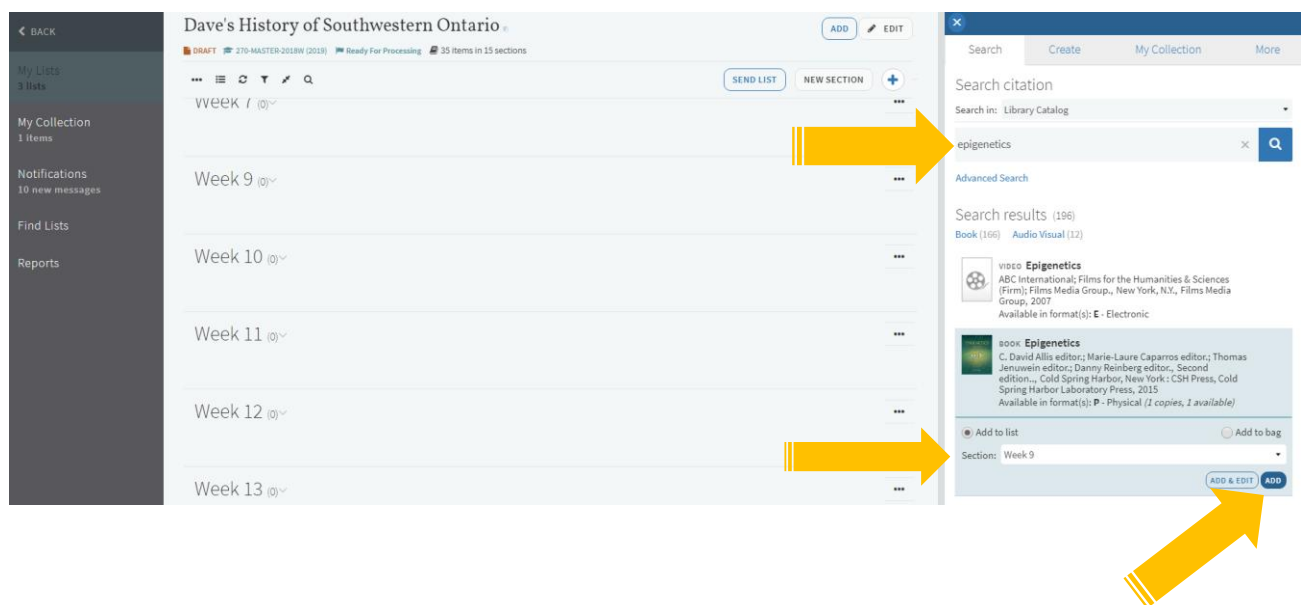 BACK
My Lists
3 lists
My Collection
1 items
Notifications
10 new messages
Find Lists
Reports
Dave's History of Southwestern Ontario
ADD EDIT
DRAFT 270-MASTER-2018W (2019) Ready For Processing 35 items in 15 sections
SEND LIST NEW SECTION
Week 7 (0)
Week 9 (0)
Week 10 (0)
Week 11 (0)
Week 12 (0)
Week 13 (0)
Search Create My Collection More
Search citation
Search in: Library Catalog
epigenetics
Advanced Search
Search results (196)
Book (166) Audio Visual (12)
VIDEO Epigenetics
ABC International; Films for the Humanities & Sciences
(Firm); Films Media Group., New York, N.Y., Films Media
Group, 2007
Available in format(s): E - Electronic
BOOK Epigenetics
C. David Allis editor.; Marie-Laure Caparros editor.; Thomas
Jenuwein editor.; Danny Reinberg editor., Second
edition.., Cold Spring Harbor, New York : CSH Press, Cold
Spring Harbor Laboratory Press, 2015
Available in format(s): P - Physical (1 copies, 1 available)
Add to list Add to bag
Section: Week 9
ADD & EDIT ADD